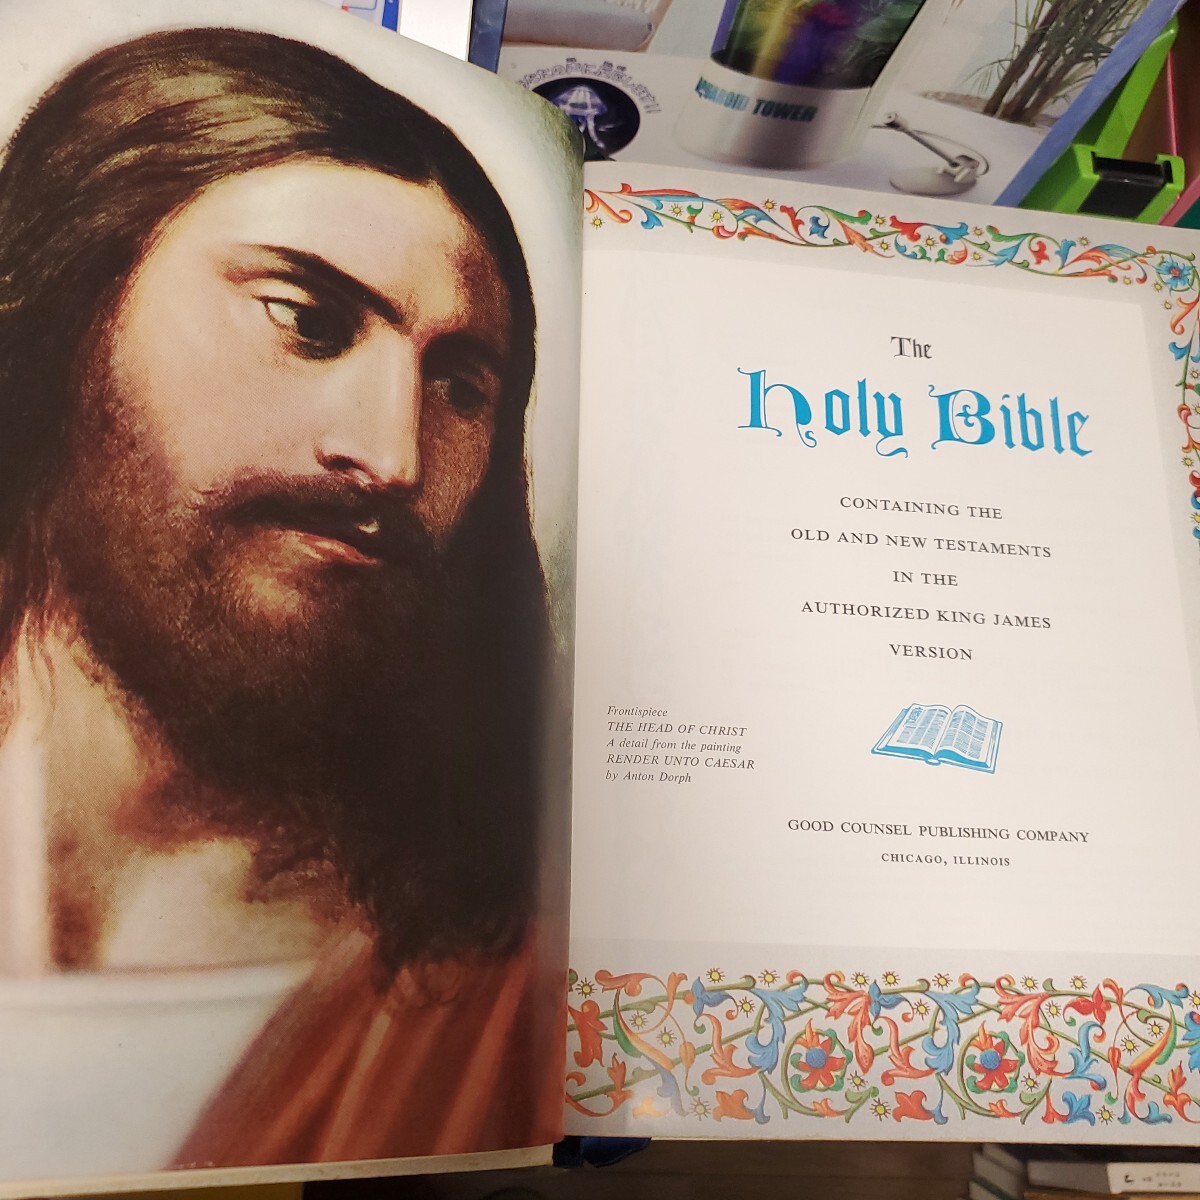 AQUAROID TOWER
The
Holy Bible
CONTAINING THE
OLD AND NEW TESTAMENTS
IN THE
AUTHORIZED KING JAMES
VERSION
Frontispiece
THE HEAD OF CHRIST
A detail from the painting
RENDER UNTO CAESAR
by Anton Dorph
GOOD COUNSEL PUBLISHING COMPANY
CHICAGO, ILLINOIS